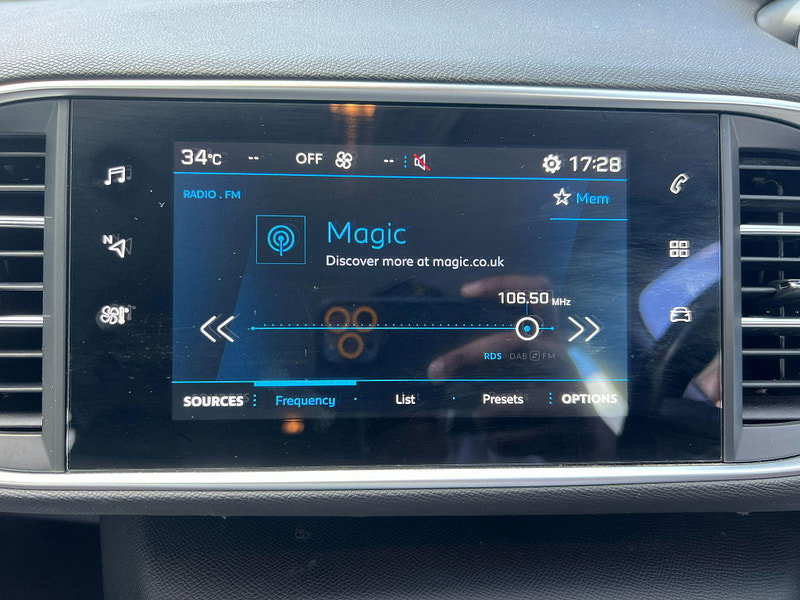 34°C -- OFF -- 17:28
RADIO . FM
Mem
Magic
Discover more at magic.co.uk
106.50 MHz
RDS DAB FM
SOURCES Frequency List Presets OPTIONS
N